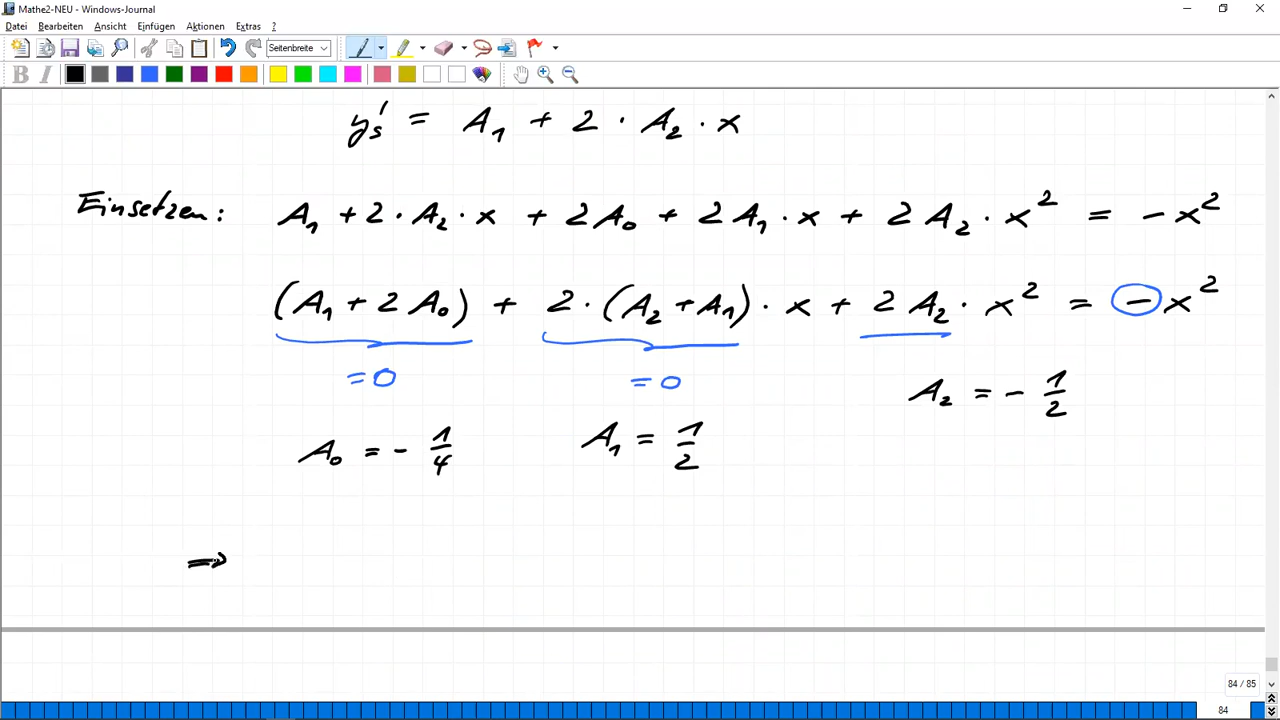 Mathe2-NEU - Windows-Journal
Datei Bearbeiten Ansicht Einfügen Aktionen Extras ?
Seitenbreite
B I
yₛ' = A₁ + 2 · A₂ · x
Einsetzen: A₁ + 2 · A₂ · x + 2A₀ + 2A₁ · x + 2A₂ · x² = - x²
(A₁ + 2A₀) + 2 · (A₂ + A₁) · x + 2A₂ · x² = - x²
= 0 = 0 A₂ = - 1/2
A₀ = - 1/4 A₁ = 1/2
⇒
84 / 85
84